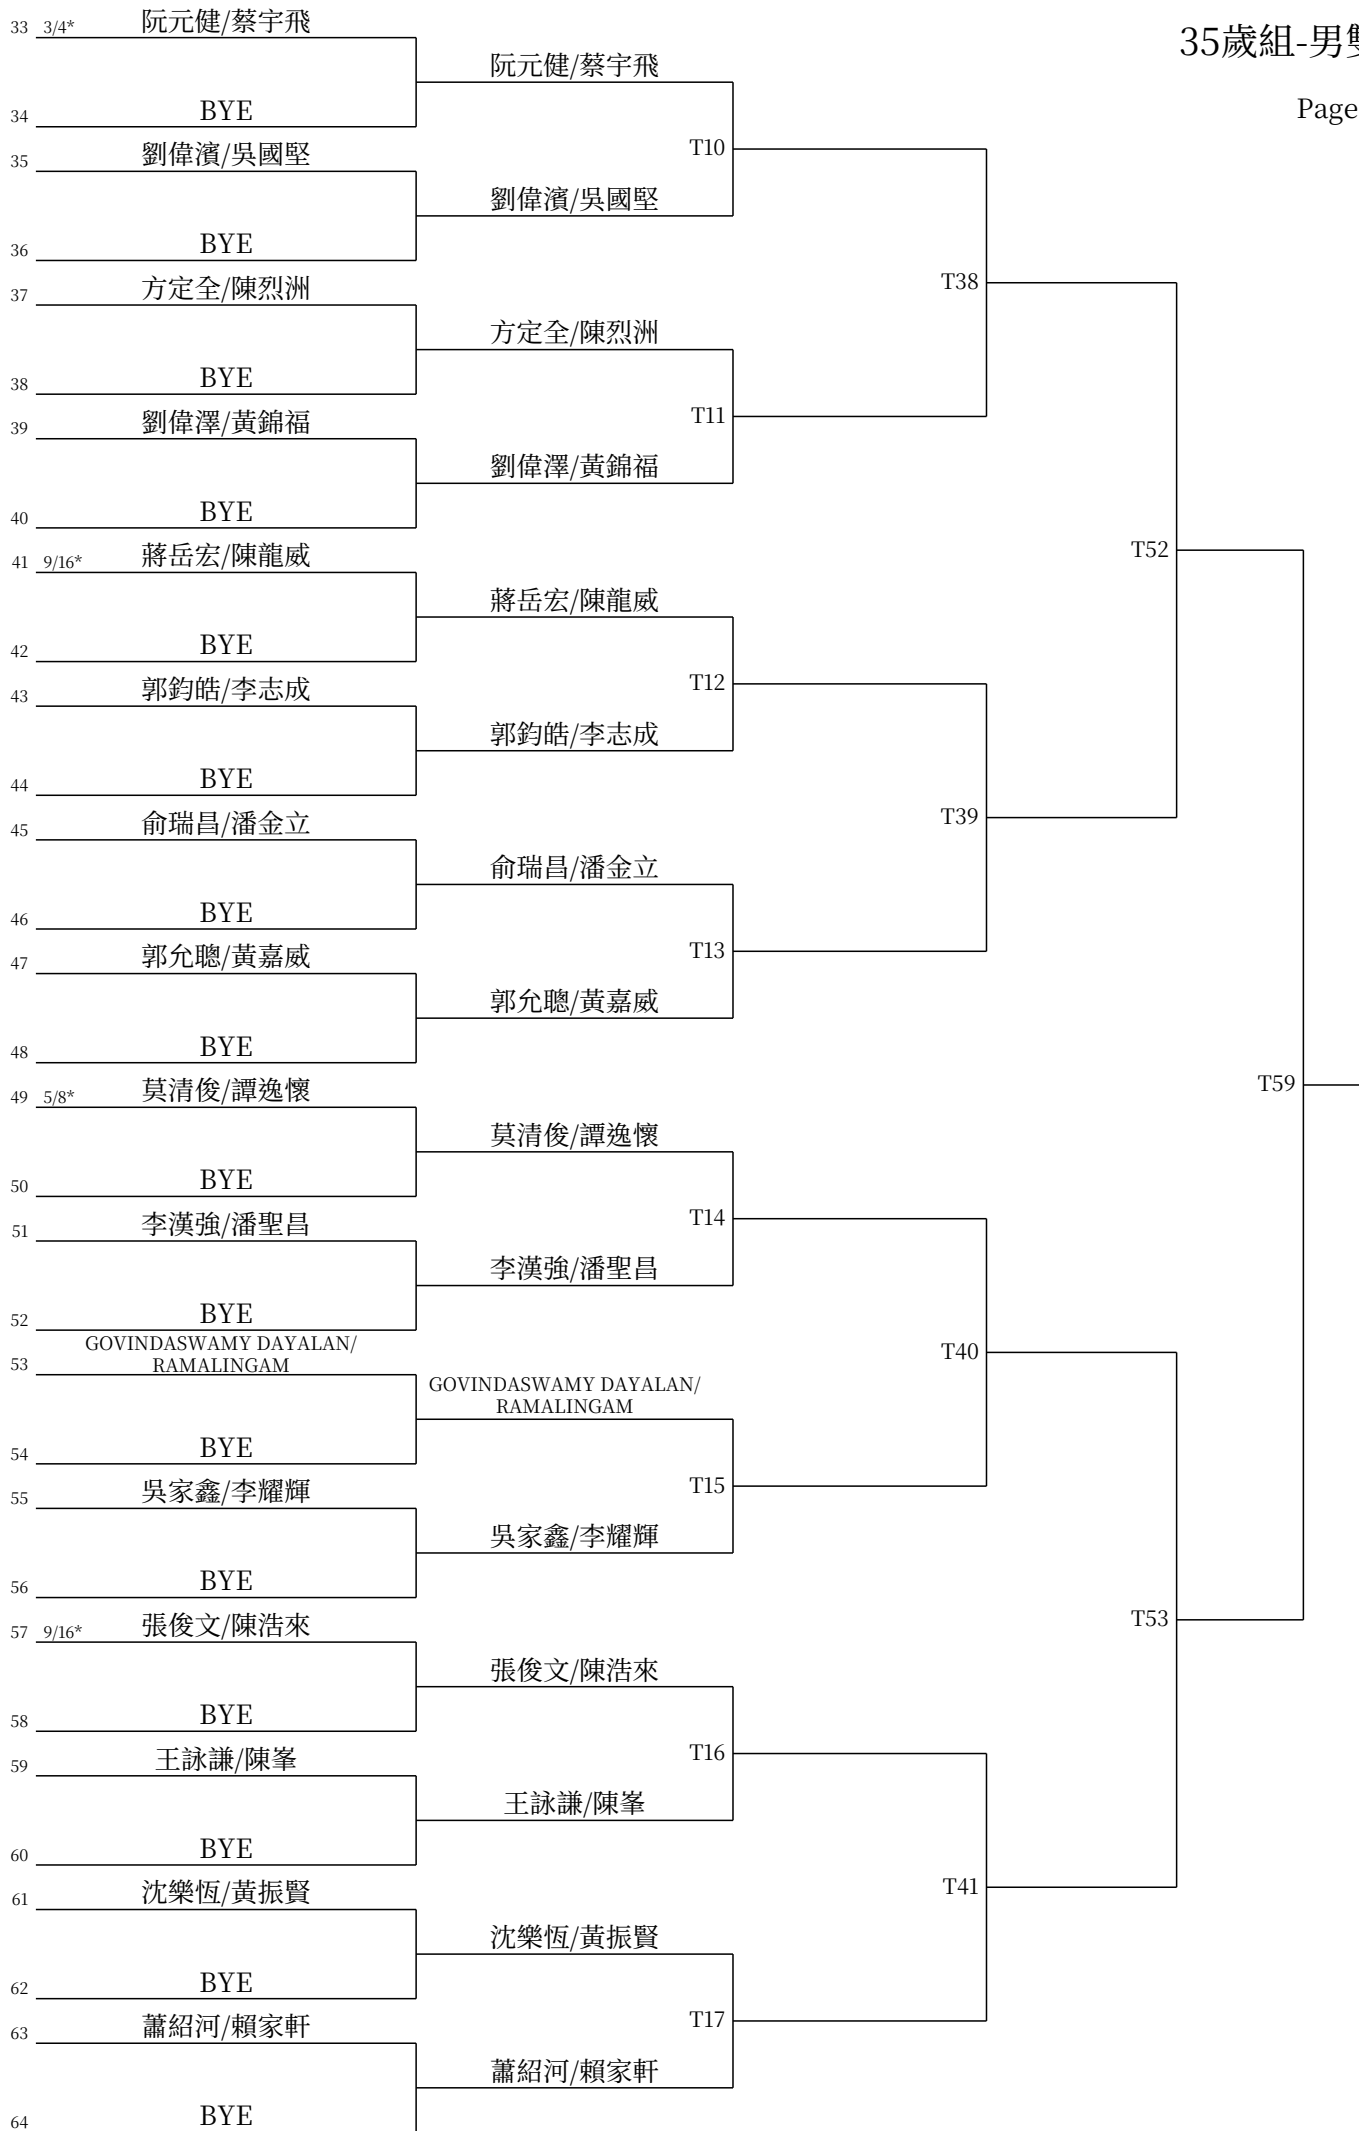 35歲組-男雙
Page
33 3/4* 阮元健/蔡宇飛
阮元健/蔡宇飛
34 BYE
T10
35 劉偉濱/吳國堅
劉偉濱/吳國堅
36 BYE
T38
37 方定全/陳烈洲
方定全/陳烈洲
38 BYE
T11
39 劉偉澤/黃錦福
劉偉澤/黃錦福
40 BYE
T52
41 9/16* 蔣岳宏/陳龍威
蔣岳宏/陳龍威
42 BYE
T12
43 郭鈞皓/李志成
郭鈞皓/李志成
44 BYE
T39
45 俞瑞昌/潘金立
俞瑞昌/潘金立
46 BYE
T13
47 郭允聰/黃嘉威
郭允聰/黃嘉威
48 BYE
T59
49 5/8* 莫清俊/譚逸懷
莫清俊/譚逸懷
50 BYE
T14
51 李漢強/潘聖昌
李漢強/潘聖昌
52 BYE
T40
GOVINDASWAMY DAYALAN/
53 RAMALINGAM
GOVINDASWAMY DAYALAN/
RAMALINGAM
54 BYE
T15
55 吳家鑫/李耀輝
吳家鑫/李耀輝
56 BYE
T53
57 9/16* 張俊文/陳浩來
張俊文/陳浩來
58 BYE
T16
59 王詠謙/陳峯
王詠謙/陳峯
60 BYE
T41
61 沈樂恆/黃振賢
沈樂恆/黃振賢
62 BYE
T17
63 蕭紹河/賴家軒
蕭紹河/賴家軒
64 BYE